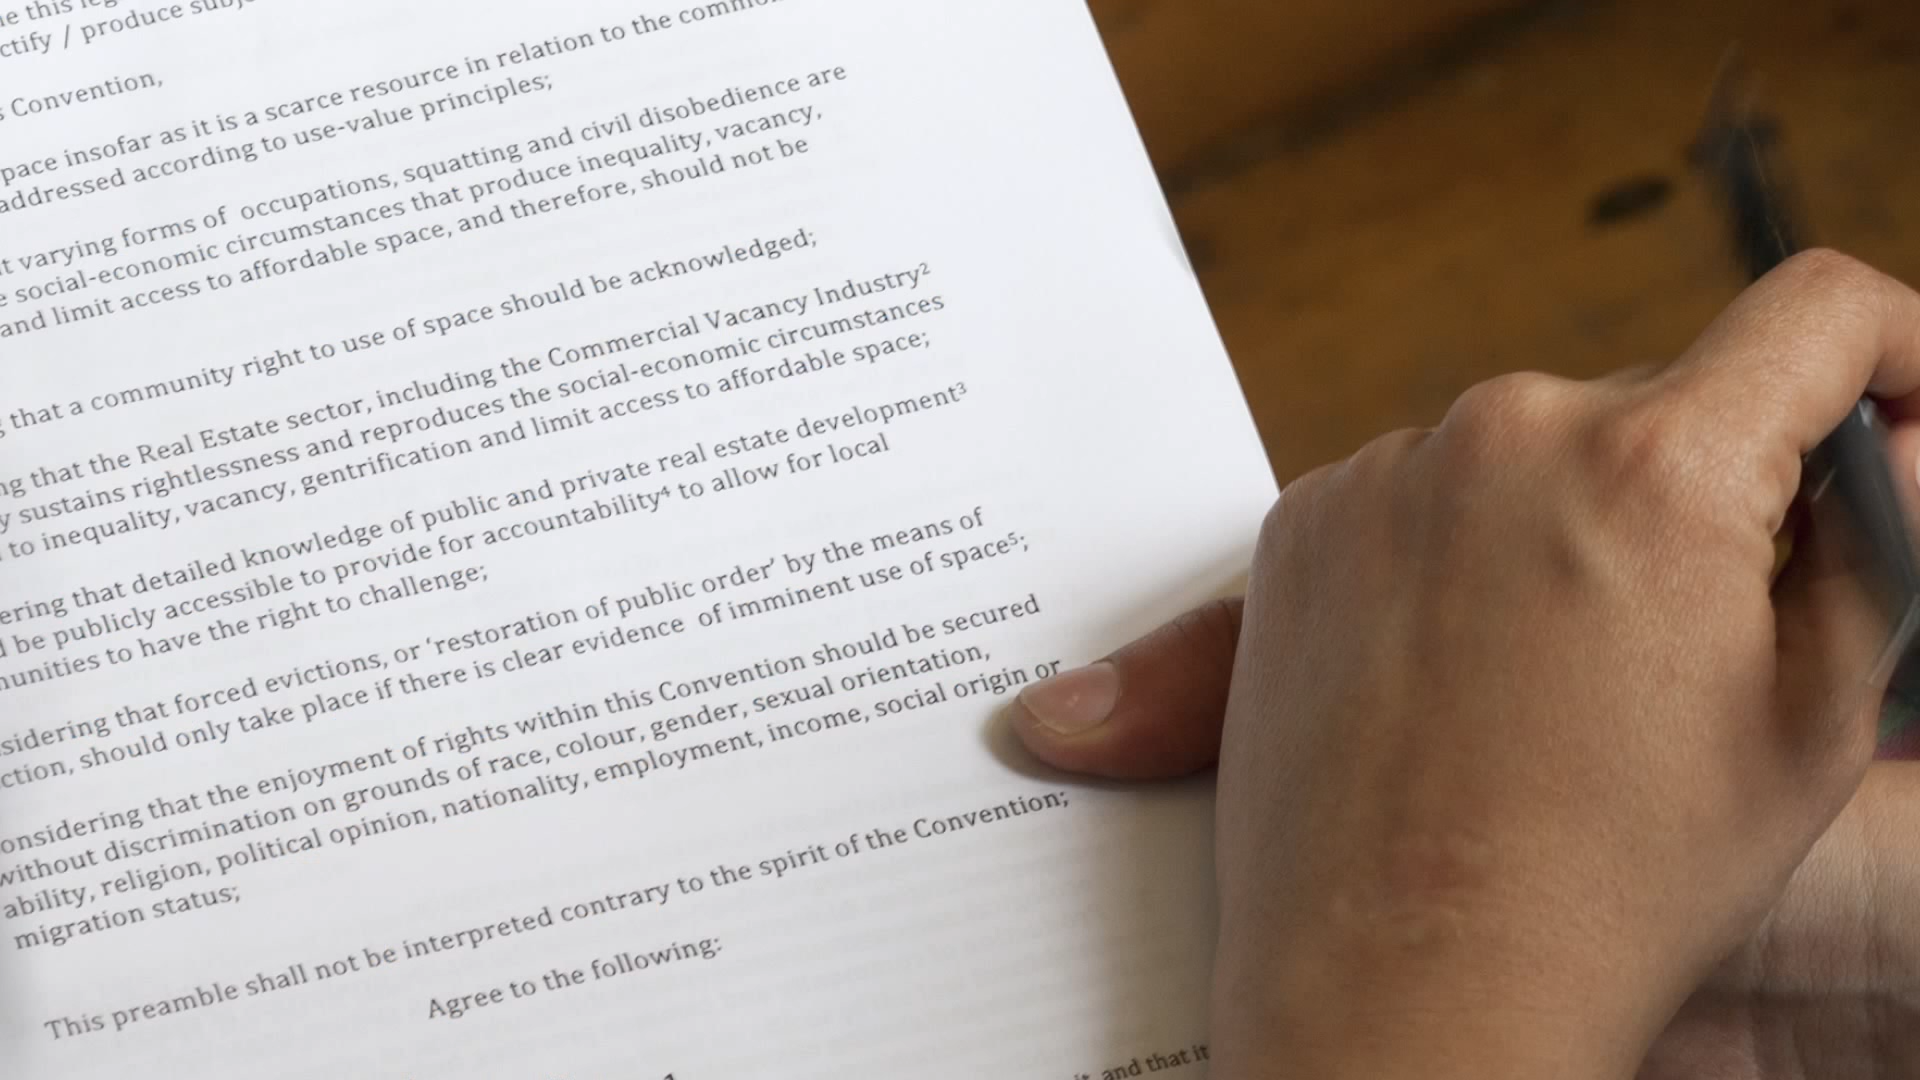 this
/ produce
Convention,
insofar as it is a scarce resource in relation to the
addressed according to use-value principles;
varying forms of occupations, squatting and civil disobedience are
social-economic circumstances that produce inequality, vacancy,
and limit access to affordable space, and therefore, should not be
that a community right to use of space should be acknowledged;
that the Real Estate sector, including the Commercial Vacancy Industry²
sustains rightlessness and reproduces the social-economic circumstances
to inequality, vacancy, gentrification and limit access to affordable space;
that detailed knowledge of public and private real estate development³
be publicly accessible to provide for accountability⁴ to allow for local
to have the right to challenge;
that forced evictions, or ‘restoration of public order’ by the means of
should only take place if there is clear evidence of imminent use of space⁵;
onsidering that the enjoyment of rights within this Convention should be secured
without discrimination on grounds of race, colour, gender, sexual orientation,
ability, religion, political opinion, nationality, employment, income, social origin or
migration status;
This preamble shall not be interpreted contrary to the spirit of the Convention;
Agree to the following:
and that it